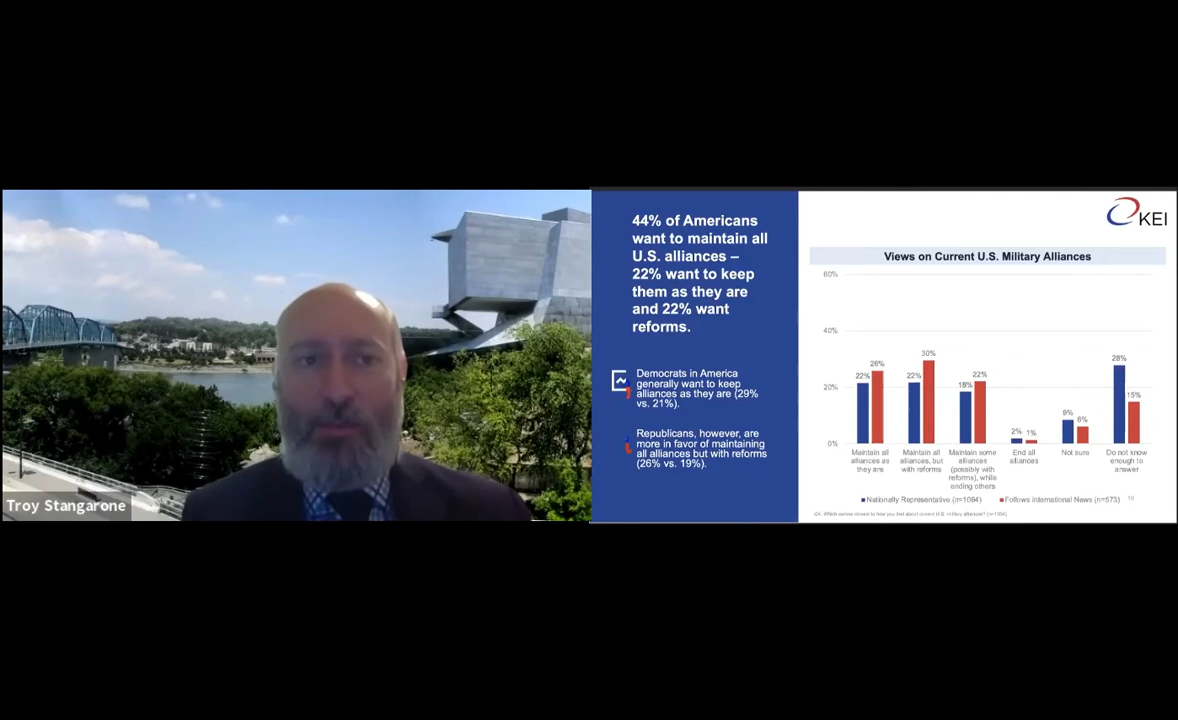 Troy Stangarone
44% of Americans
want to maintain all
U.S. alliances –
22% want to keep
them as they are
and 22% want
reforms.
Democrats in America
generally want to keep
alliances as they are (29%
vs. 21%).
Republicans, however, are
more in favor of maintaining
all alliances but with reforms
(26% vs. 19%).
KEI
Views on Current U.S. Military Alliances
60%
40%
20%
0%
22%
26%
22%
30%
18%
22%
2%
1%
9%
6%
28%
15%
Maintain all
alliances as
they are
Maintain all
alliances, but
with reforms
Maintain some
alliances
(possibly with
reforms), while
ending others
End all
alliances
Not sure
Do not know
enough to
answer
Nationally Representative (n=1064)
Follows International News (n=573)